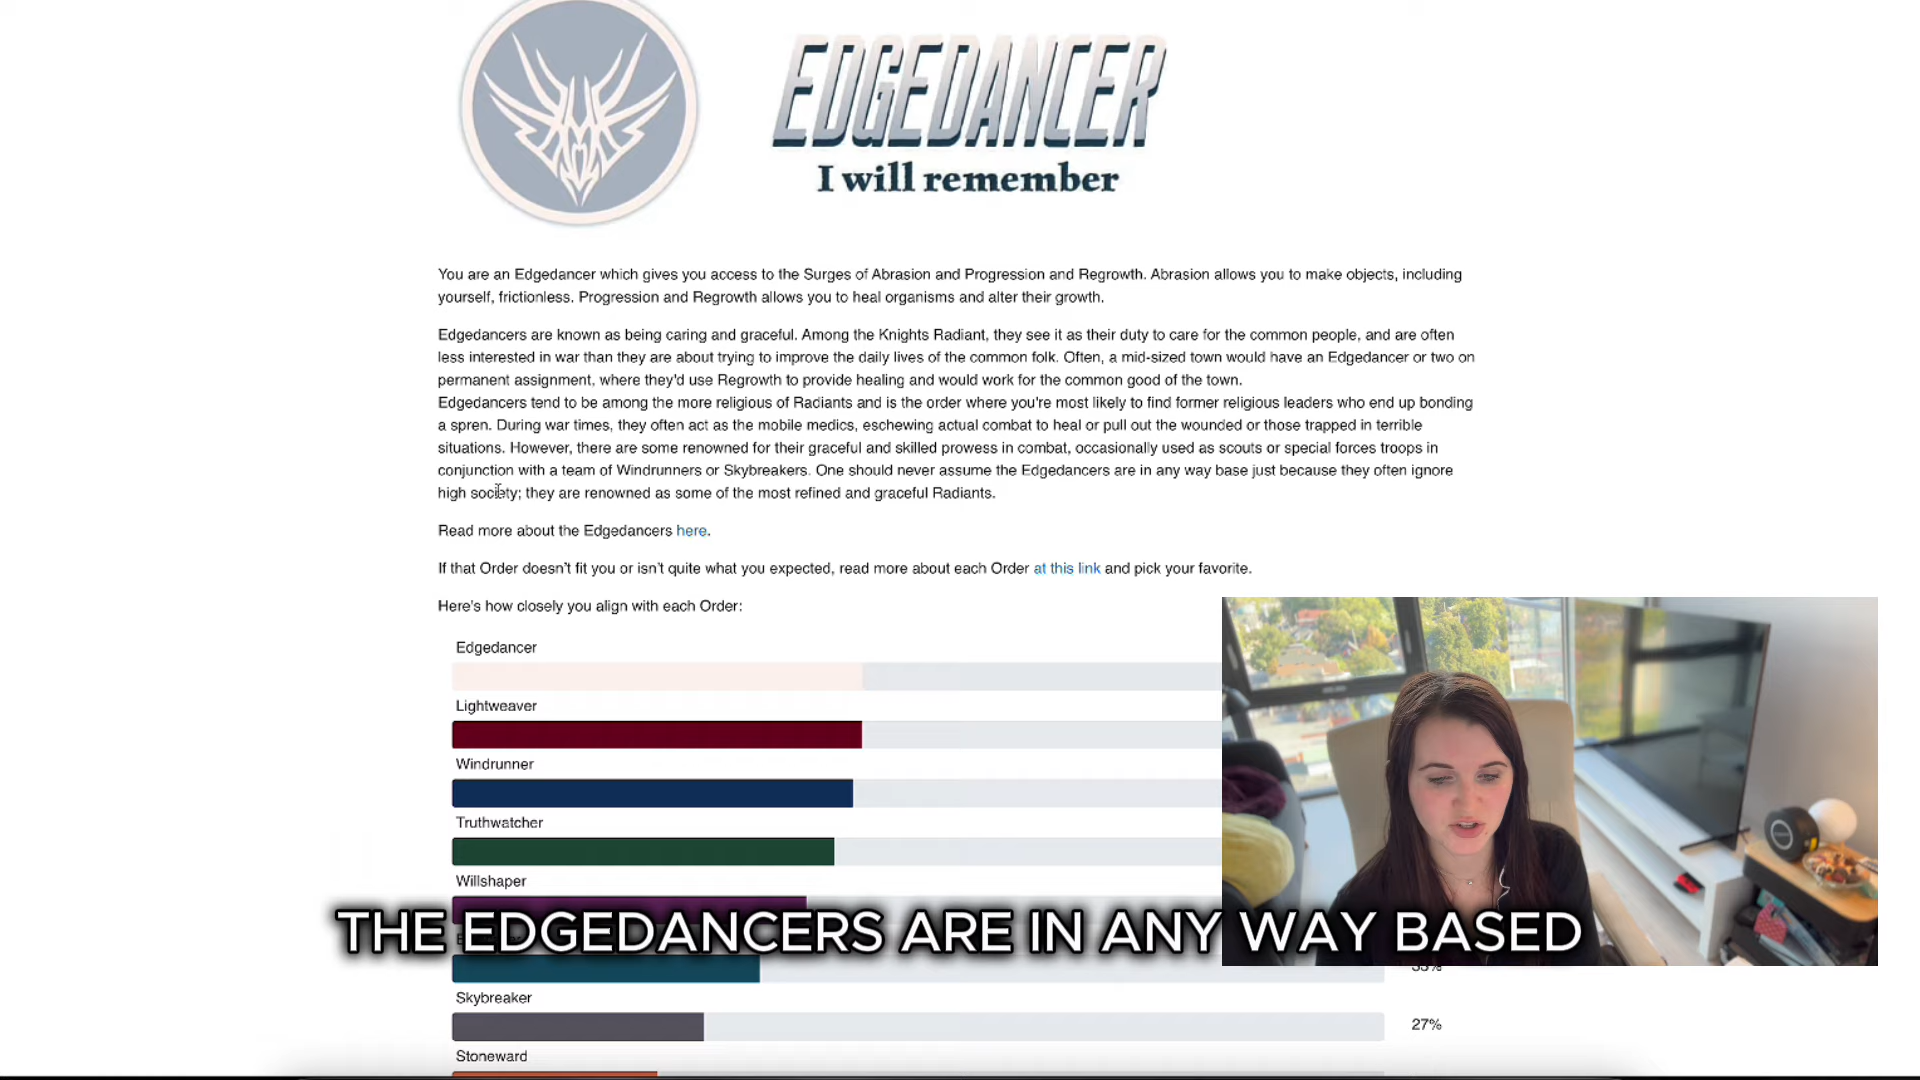 EDGEDANCER
I will remember
You are an Edgedancer which gives you access to the Surges of Abrasion and Progression and Regrowth. Abrasion allows you to make objects, including
yourself, frictionless. Progression and Regrowth allows you to heal organisms and alter their growth.
Edgedancers are known as being caring and graceful. Among the Knights Radiant, they see it as their duty to care for the common people, and are often
less interested in war than they are about trying to improve the daily lives of the common folk. Often, a mid-sized town would have an Edgedancer or two on
permanent assignment, where they'd use Regrowth to provide healing and would work for the common good of the town.
Edgedancers tend to be among the more religious of Radiants and is the order where you're most likely to find former religious leaders who end up bonding
a spren. During war times, they often act as the mobile medics, eschewing actual combat to heal or pull out the wounded or those trapped in terrible
situations. However, there are some renowned for their graceful and skilled prowess in combat, occasionally used as scouts or special forces troops in
conjunction with a team of Windrunners or Skybreakers. One should never assume the Edgedancers are in any way base just because they often ignore
high society; they are renowned as some of the most refined and graceful Radiants.
Read more about the Edgedancers here.
If that Order doesn't fit you or isn't quite what you expected, read more about each Order at this link and pick your favorite.
Here's how closely you align with each Order:
Edgedancer
Lightweaver
Windrunner
Truthwatcher
Willshaper
THE EDGEDANCERS ARE IN ANY WAY BASED
Skybreaker
27%
Stoneward